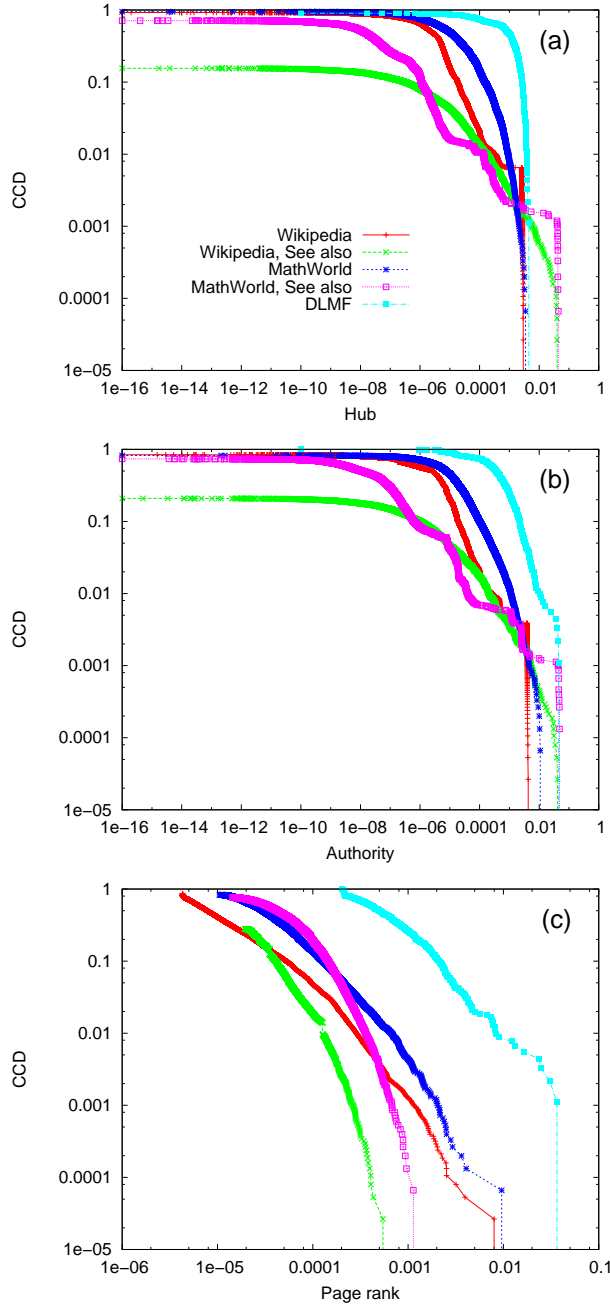 1
(a)
0.1
0.01
CCD
0.001
Wikipedia
Wikipedia, See also
MathWorld
0.0001
MathWorld, See also
DLMF
1e−05
1e−16 1e−14 1e−12 1e−10 1e−08 1e−06 0.0001 0.01 1
Hub
1
(b)
0.1
0.01
CCD
0.001
0.0001
1e−05
1e−16 1e−14 1e−12 1e−10 1e−08 1e−06 0.0001 0.01 1
Authority
1
(c)
0.1
0.01
CCD
0.001
0.0001
1e−05
1e−06 1e−05 0.0001 0.001 0.01 0.1
Page rank